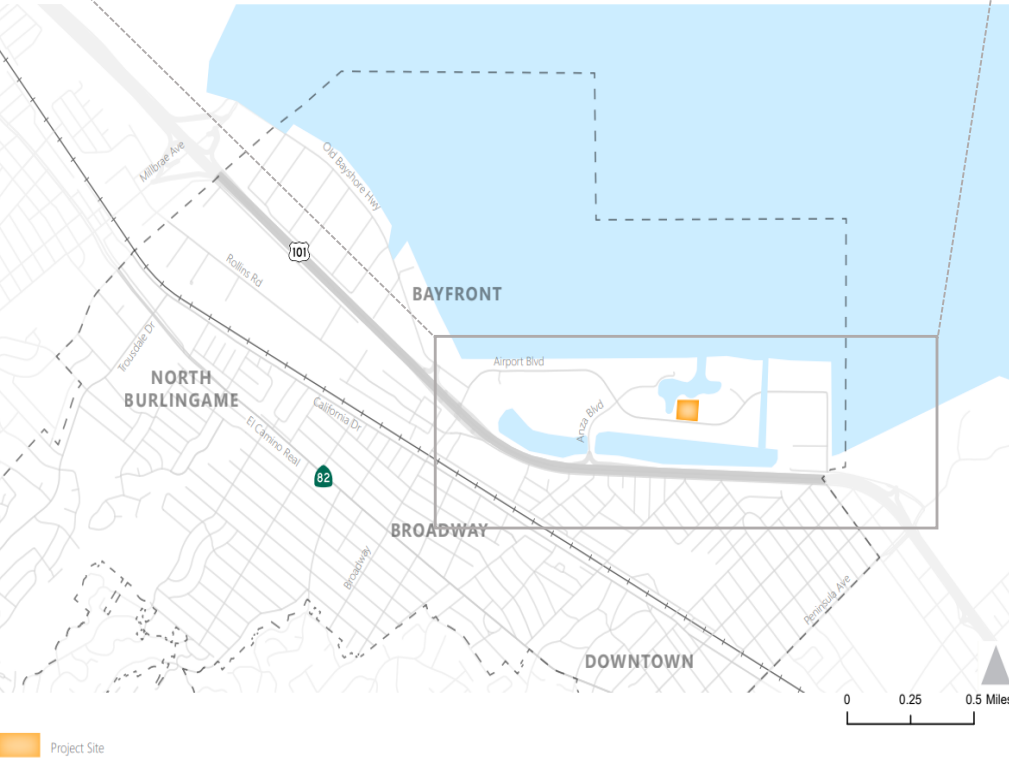 Millbrae Ave
Old Bayshore Hwy
101
Rollins Rd
BAYFRONT
Trousdale Dr
Airport Blvd
NORTH
BURLINGAME
California Dr
Anza Blvd
El Camino Real
82
BROADWAY
Broadway
Peninsula Ave
DOWNTOWN
0 0.25 0.5 Miles
Project Site